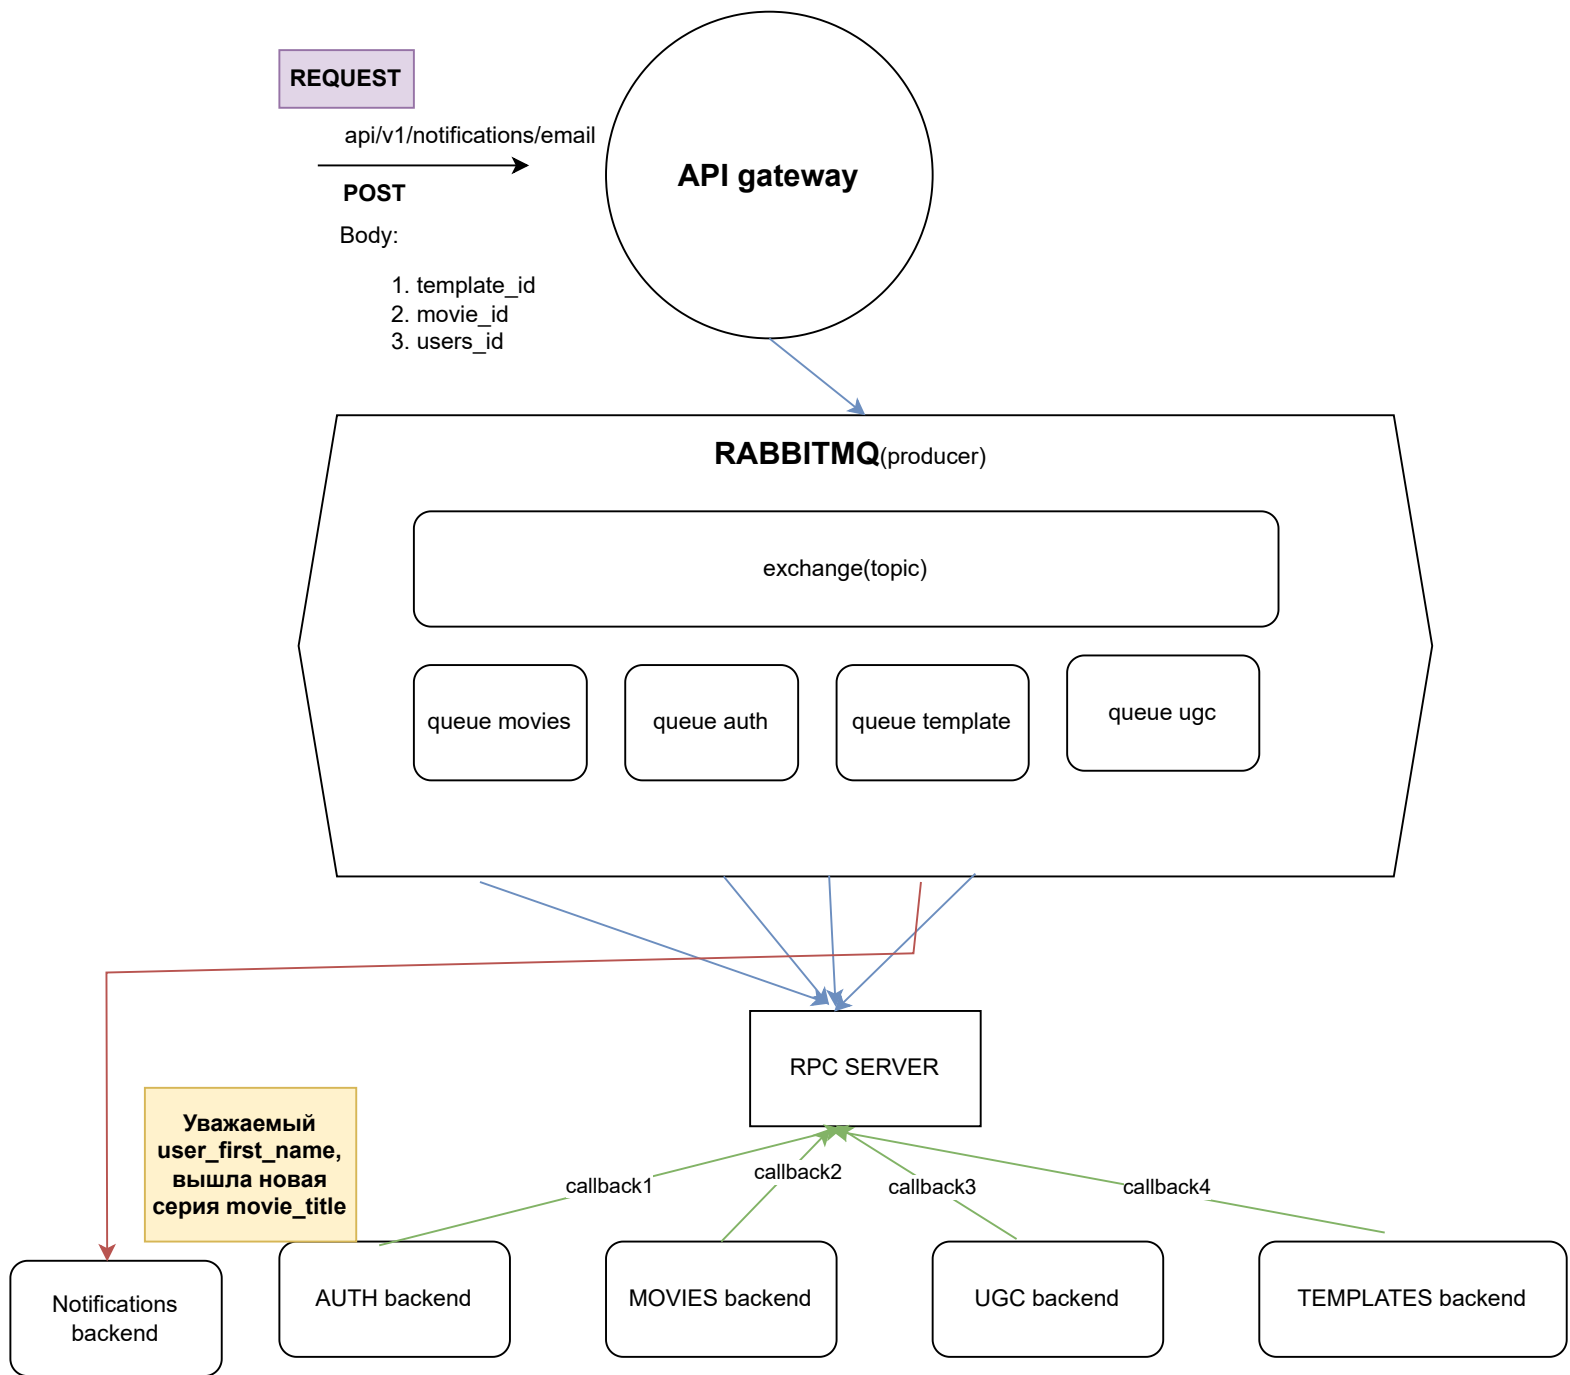 REQUEST
api/v1/notifications/email
POST
Body:
1. template_id
2. movie_id
3. users_id
API gateway
RABBITMQ(producer)
exchange(topic)
queue movies
queue auth
queue template
queue ugc
RPC SERVER
Уважаемый
user_first_name,
вышла новая
серия movie_title
callback1
callback2
callback3
callback4
Notifications
backend
AUTH backend
MOVIES backend
UGC backend
TEMPLATES backend